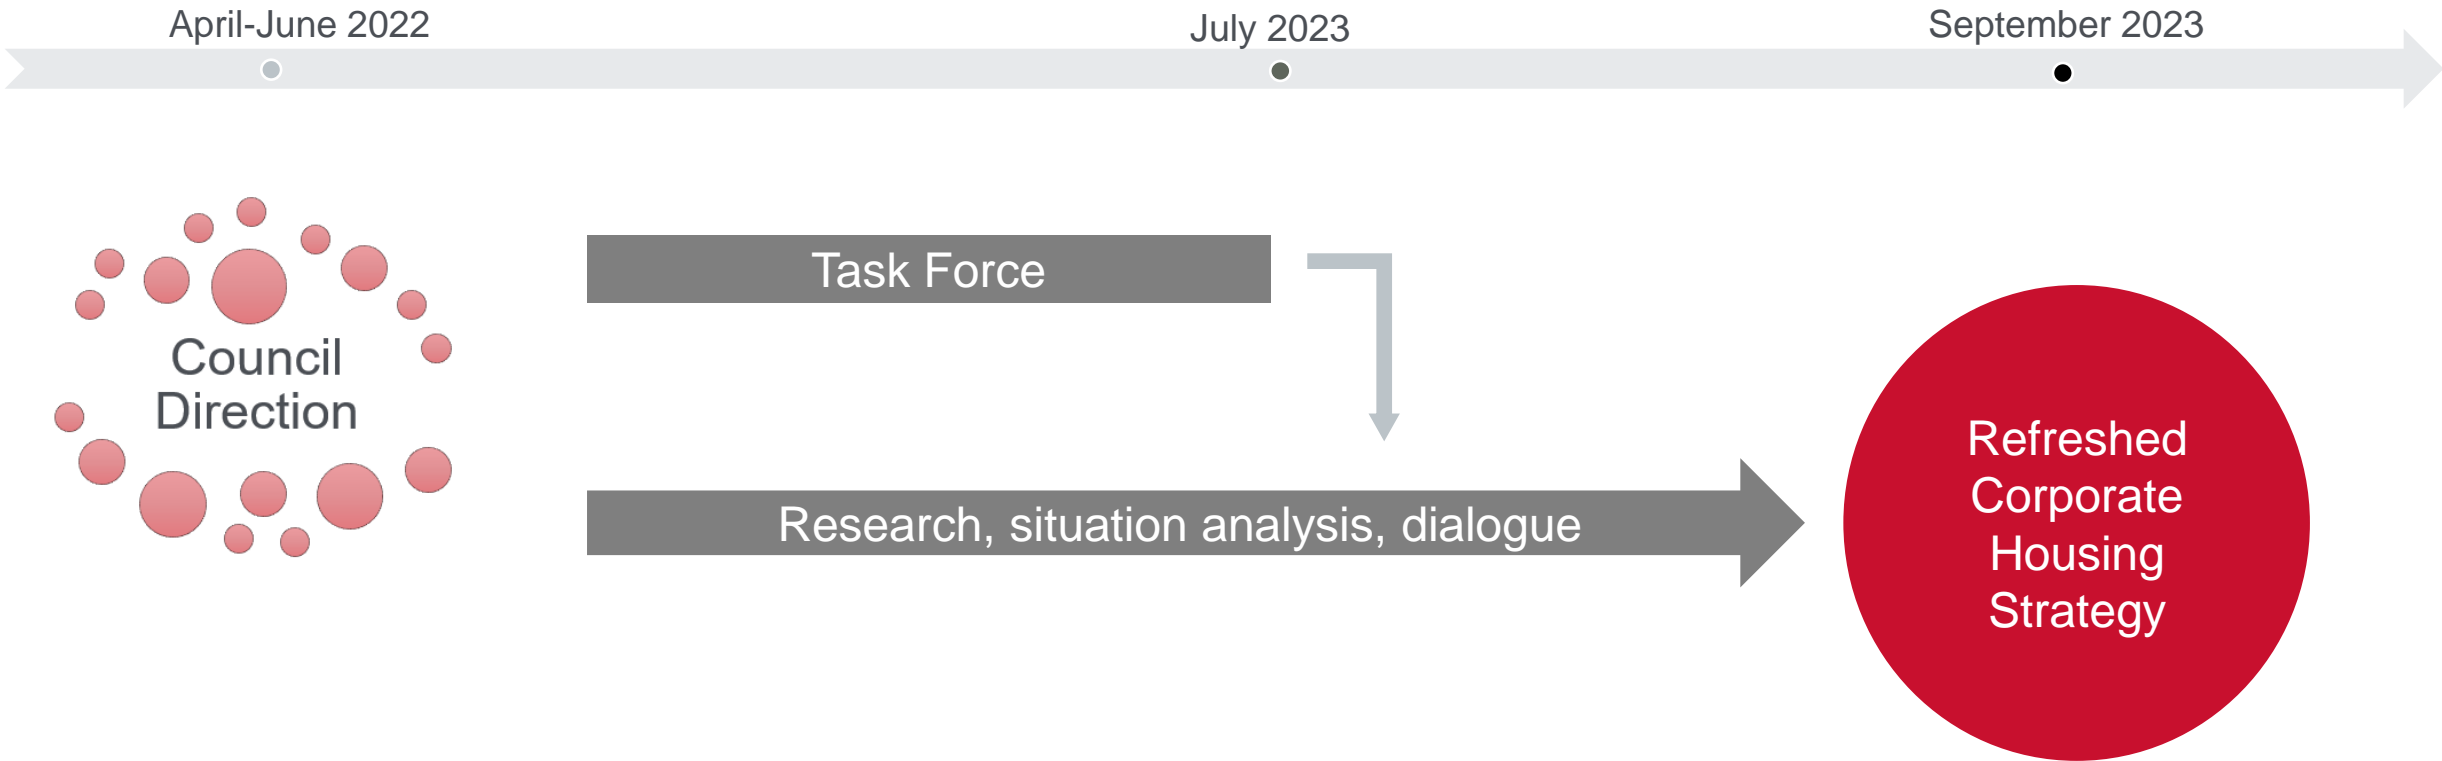 April-June 2022
July 2023
September 2023
Council
Direction
Task Force
Research, situation analysis, dialogue
Refreshed
Corporate
Housing
Strategy